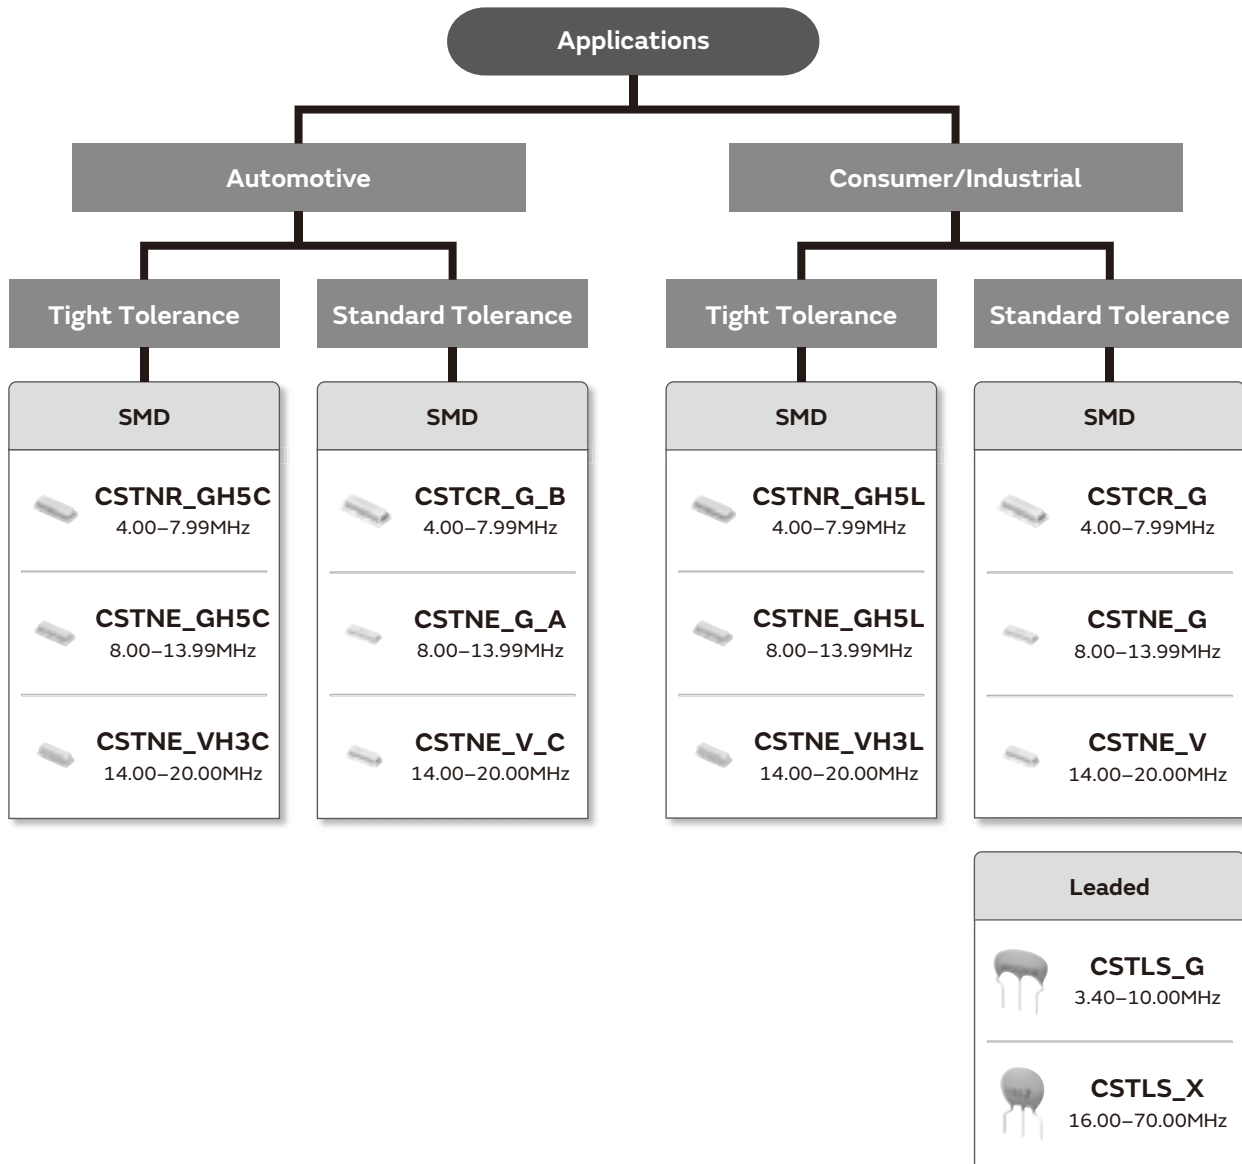 Applications
Automotive
Consumer/Industrial
Tight Tolerance
Standard Tolerance
Tight Tolerance
Standard Tolerance
SMD
CSTNR_GH5C
4.00–7.99MHz
CSTNE_GH5C
8.00–13.99MHz
CSTNE_VH3C
14.00–20.00MHz
SMD
CSTCR_G_B
4.00–7.99MHz
CSTNE_G_A
8.00–13.99MHz
CSTNE_V_C
14.00–20.00MHz
SMD
CSTNR_GH5L
4.00–7.99MHz
CSTNE_GH5L
8.00–13.99MHz
CSTNE_VH3L
14.00–20.00MHz
SMD
CSTCR_G
4.00–7.99MHz
CSTNE_G
8.00–13.99MHz
CSTNE_V
14.00–20.00MHz
Leaded
CSTLS_G
3.40–10.00MHz
CSTLS_X
16.00–70.00MHz